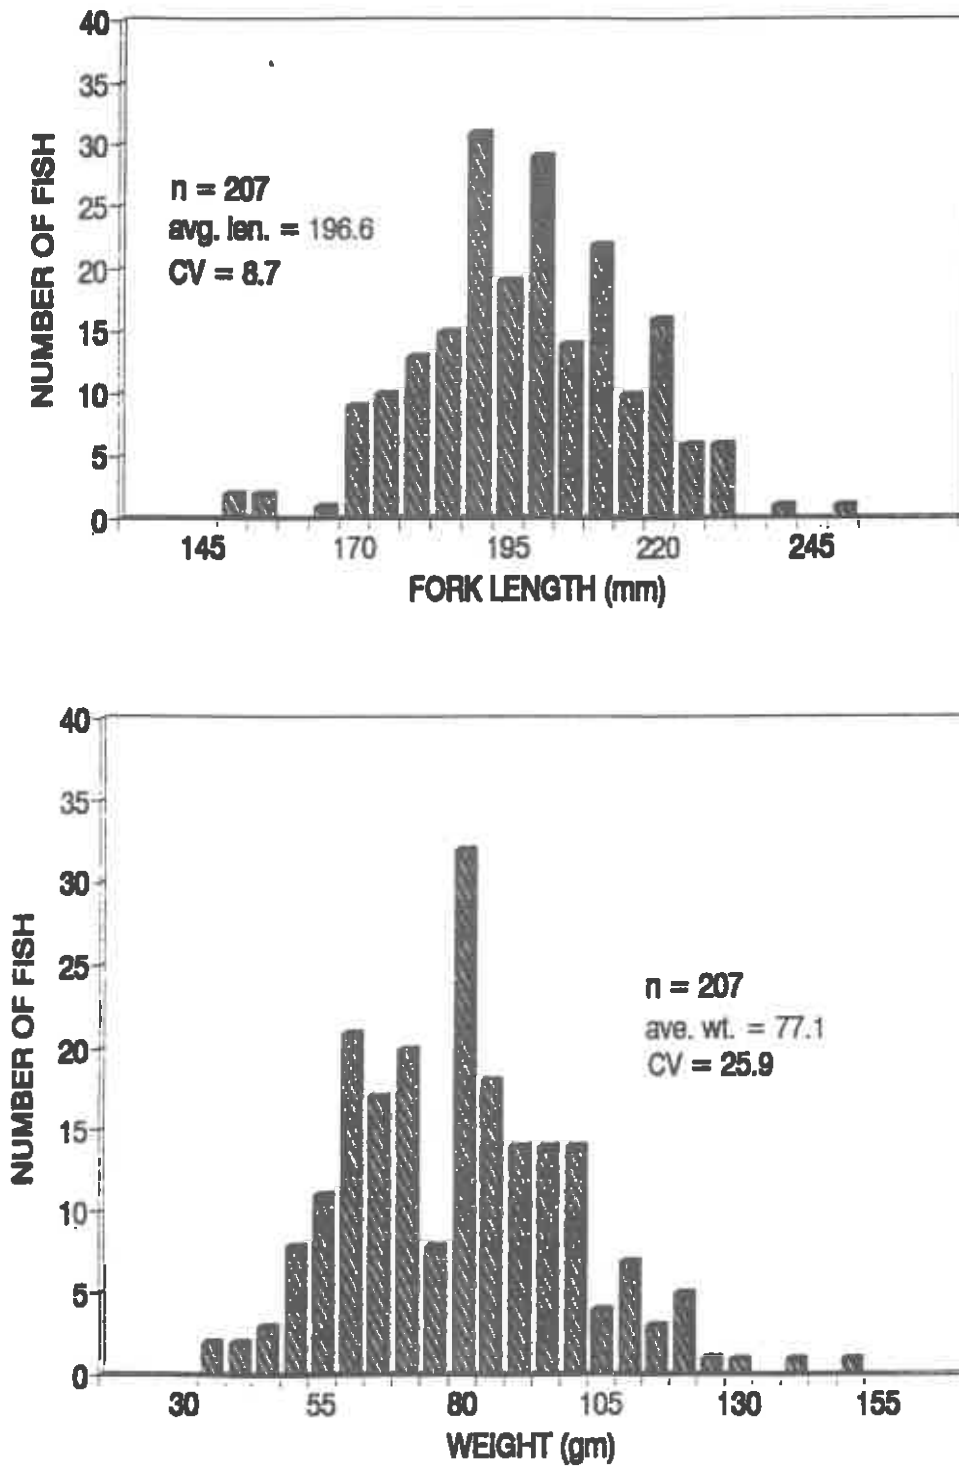 40
35
30
25
20
15
10
5
0
NUMBER OF FISH
n = 207
avg. len. = 196.6
CV = 8.7
145 170 195 220 245
FORK LENGTH (mm)
40
35
30
25
20
15
10
5
0
NUMBER OF FISH
n = 207
ave. wt. = 77.1
CV = 25.9
30 55 80 105 130 155
WEIGHT (gm)